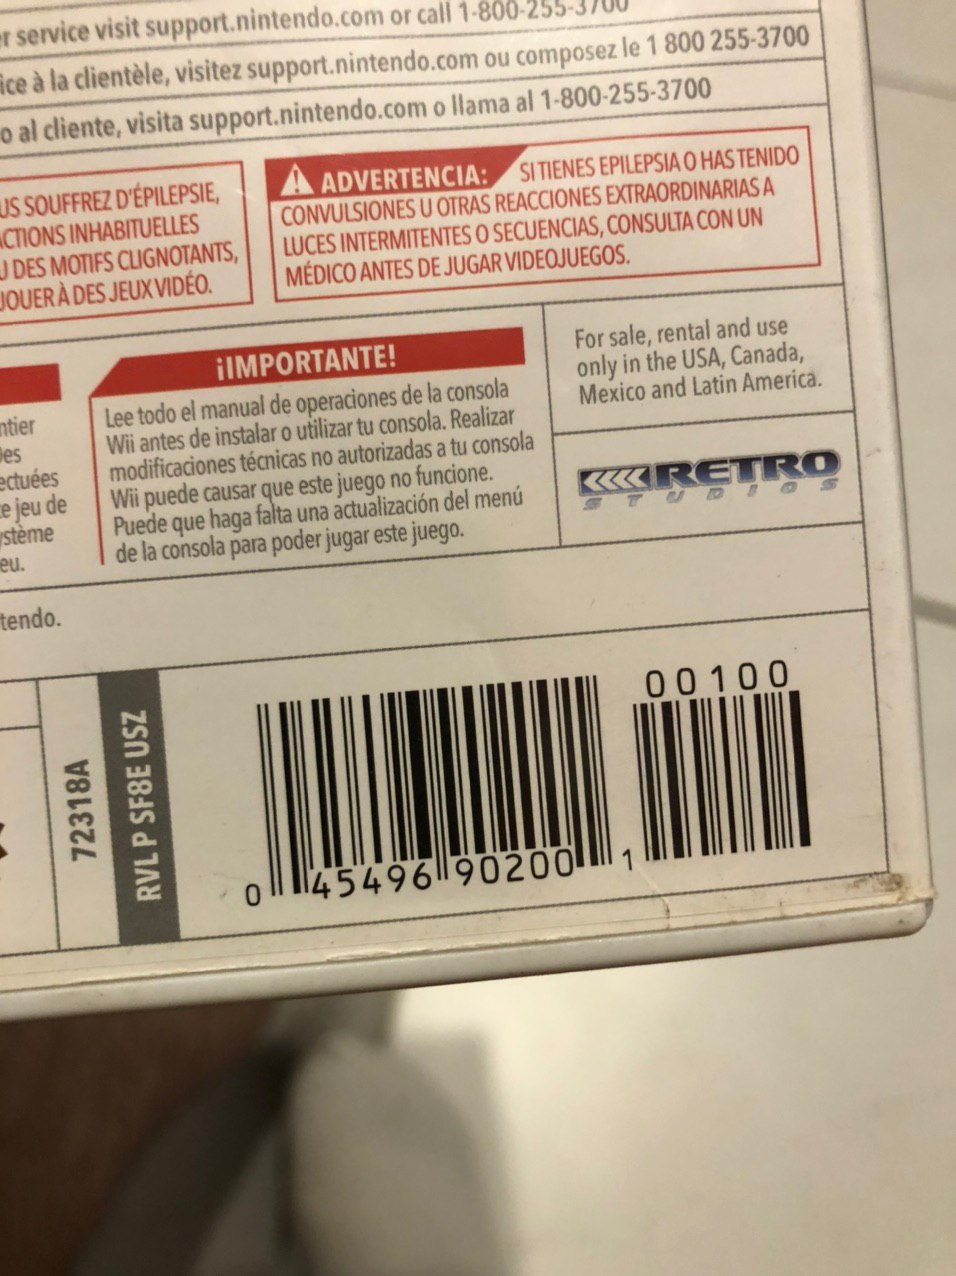 r service visit support.nintendo.com or call 1-800-255-3700
ice à la clientèle, visitez support.nintendo.com ou composez le 1 800 255-3700
o al cliente, visita support.nintendo.com o llama al 1-800-255-3700
US SOUFFREZ D'ÉPILEPSIE,
CTIONS INHABITUELLES
U DES MOTIFS CLIGNOTANTS,
JOUER À DES JEUX VIDÉO.
ADVERTENCIA: SI TIENES EPILEPSIA O HAS TENIDO
CONVULSIONES U OTRAS REACCIONES EXTRAORDINARIAS A
LUCES INTERMITENTES O SECUENCIAS, CONSULTA CON UN
MÉDICO ANTES DE JUGAR VIDEOJUEGOS.
ntier
Des
ectuées
ce jeu de
ystème
eu.
¡IMPORTANTE!
Lee todo el manual de operaciones de la consola
Wii antes de instalar o utilizar tu consola. Realizar
modificaciones técnicas no autorizadas a tu consola
Wii puede causar que este juego no funcione.
Puede que haga falta una actualización del menú
de la consola para poder jugar este juego.
For sale, rental and use
only in the USA, Canada,
Mexico and Latin America.
RETRO
STUDIOS
tendo.
72318A
RVL P SF8E USZ
00100
0 45496 90200 1